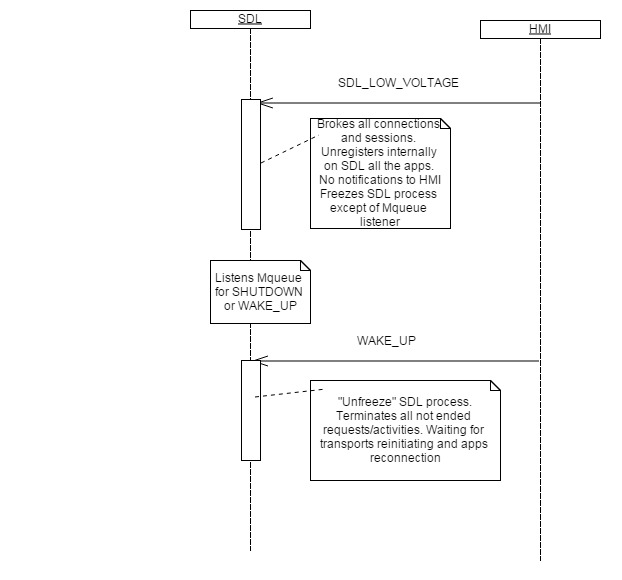 SDL
HMI
SDL_LOW_VOLTAGE
Brokes all connections
and sessions.
Unregisters internally
on SDL all the apps.
No notifications to HMI
Freezes SDL process
except of Mqueue
listener
Listens Mqueue
for SHUTDOWN
or WAKE_UP
WAKE_UP
"Unfreeze" SDL process.
Terminates all not ended
requests/activities. Waiting for
transports reinitiating and apps
reconnection